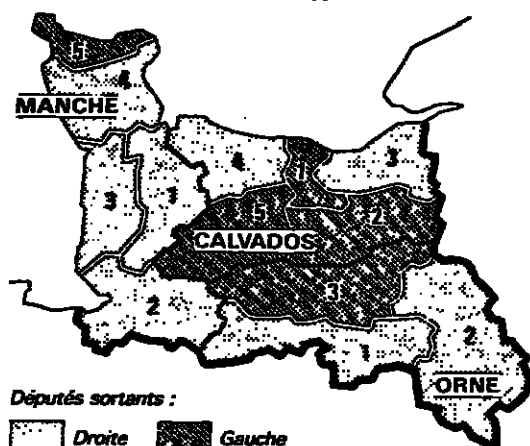 5
4
MANCHE
3
1
4
1
3
5
2
CALVADOS
3
2
2
1
ORNE
Députés sortants :
Droite
Gauche